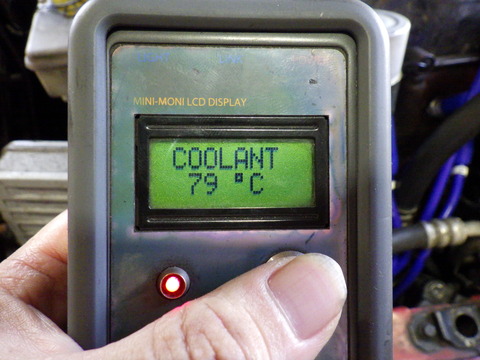 MINI-MONI LCD DISPLAY
COOLANT
79 °C